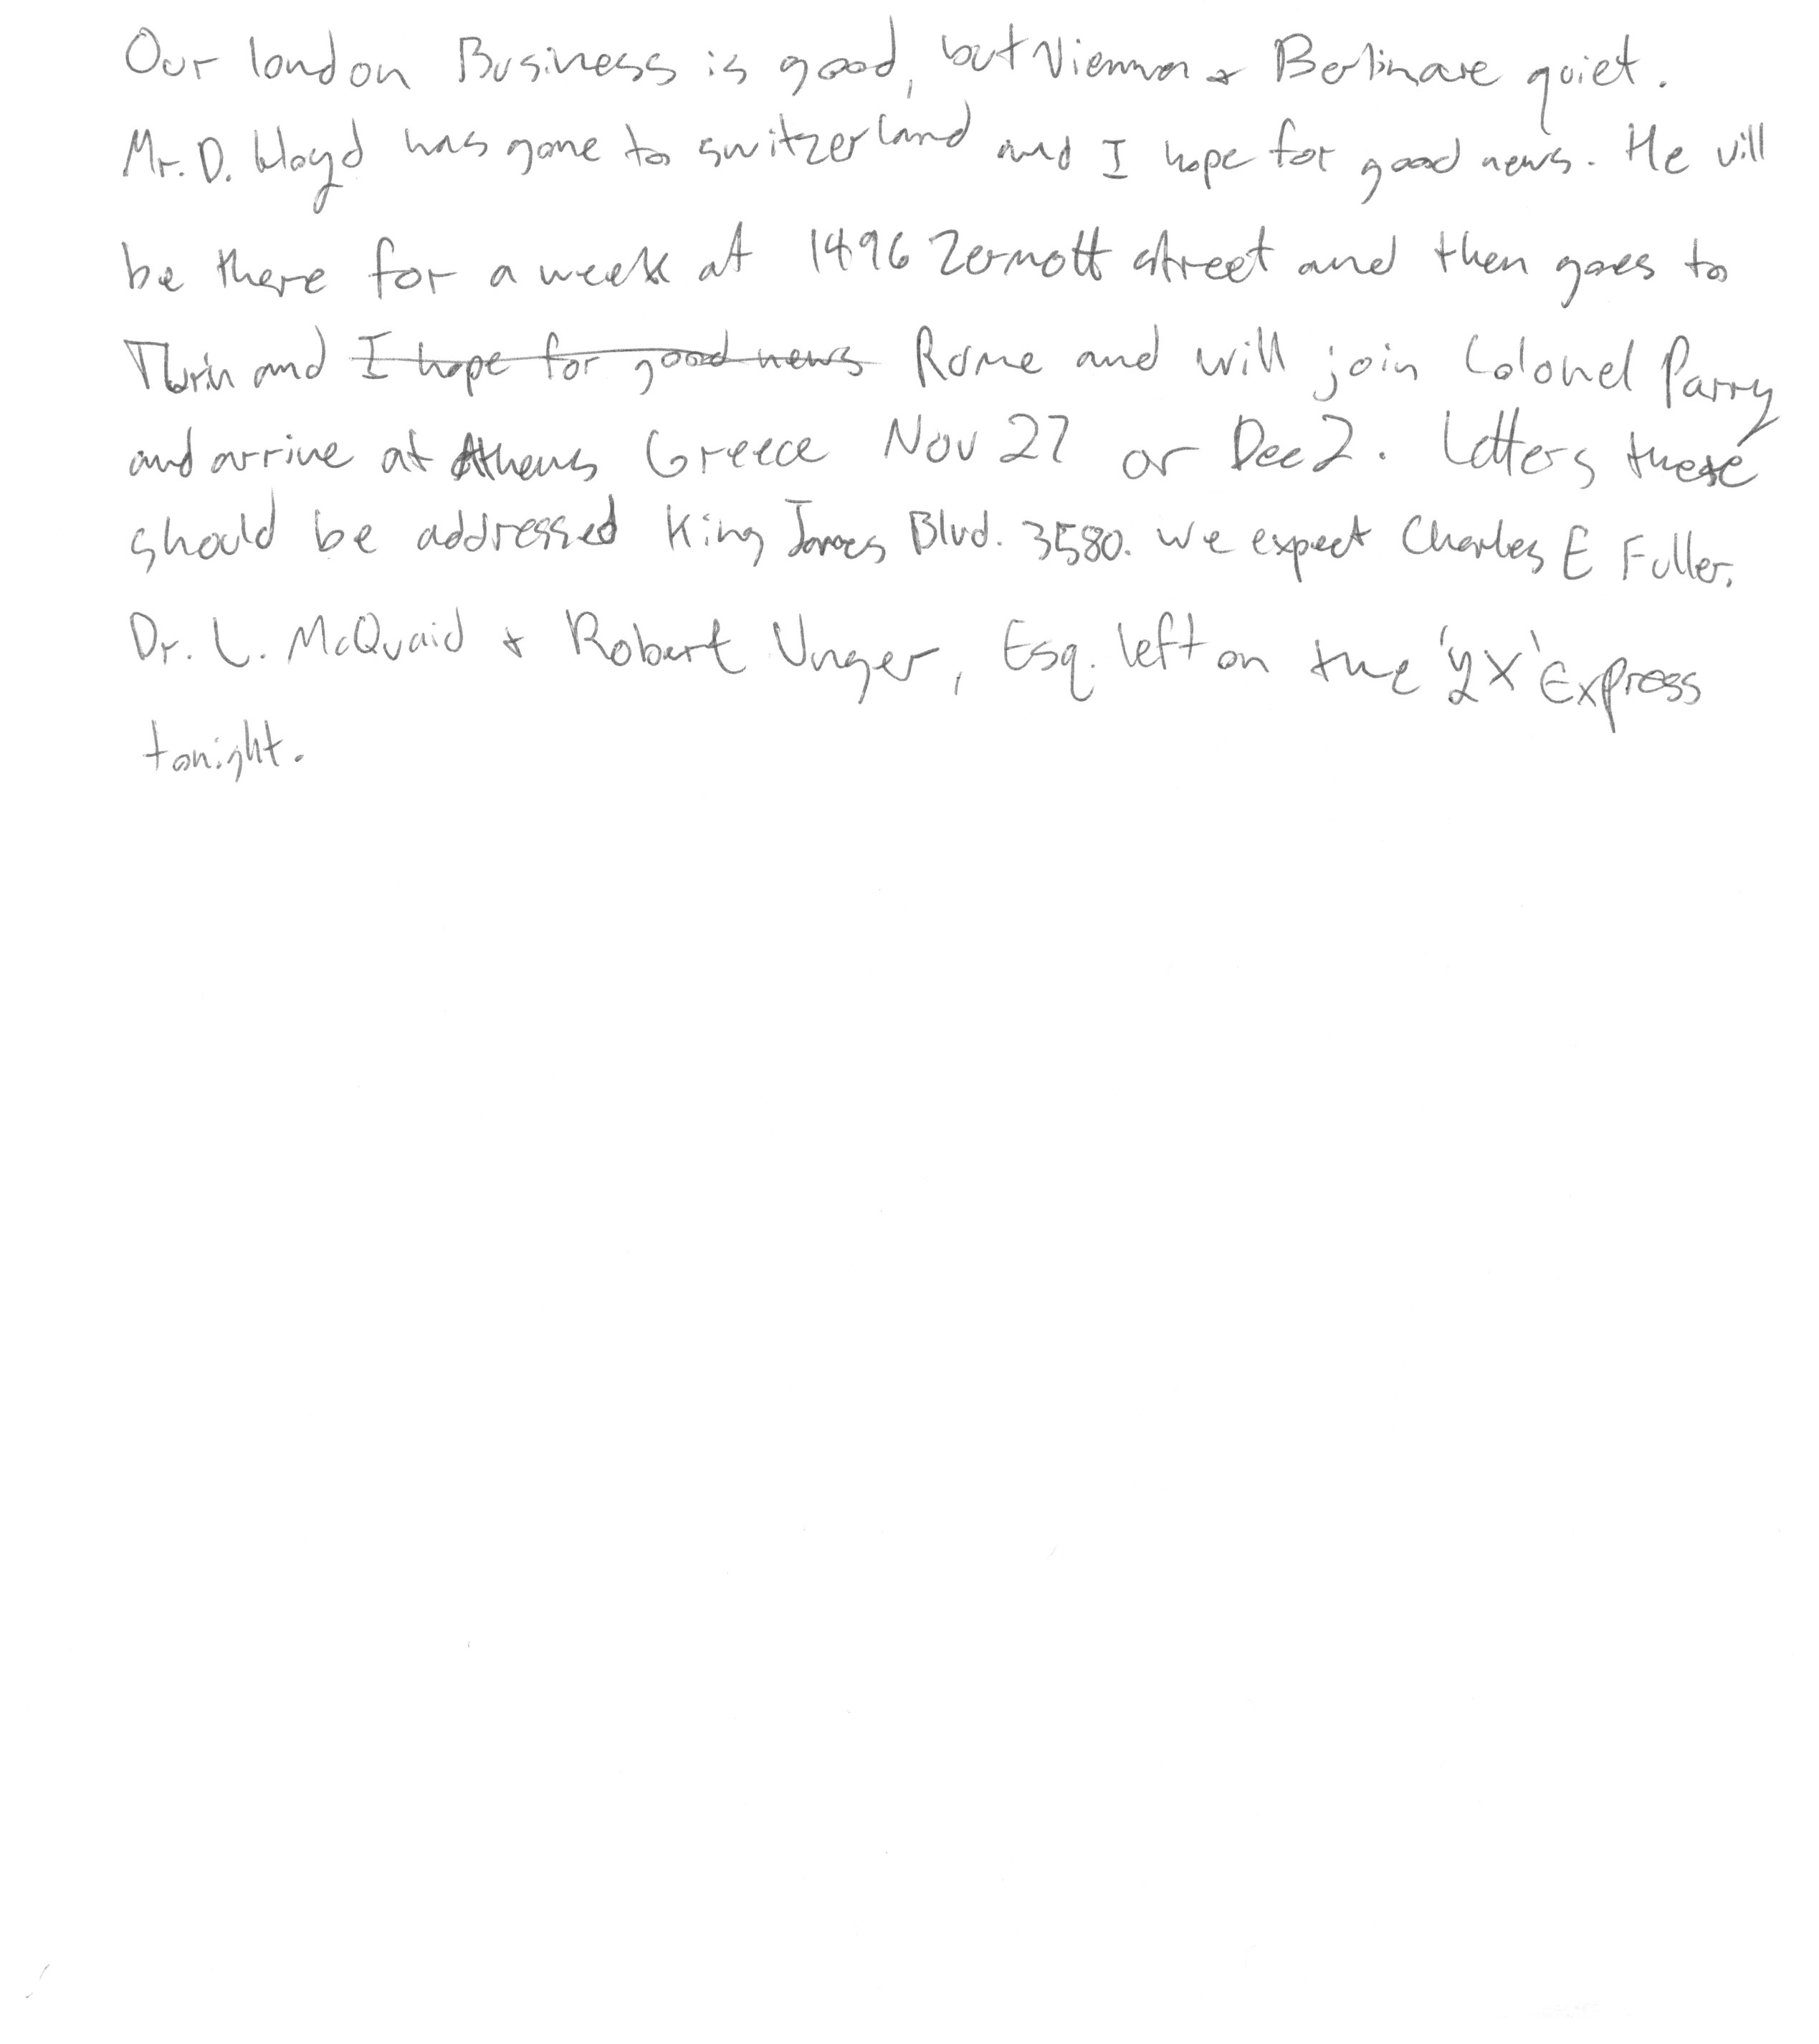 Our london Business is good, but Vienna & Berlin are quiet.
Mr. D. Lloyd has gone to switzerland and I hope for good news. He will
be there for a week at 1496 Zermott street and then goes to
Turin and I hope for good news Rome and will join Colonel Parry
and arrive at Athens Greece Nov 27 or Dec 2. Letters these
should be addressed King James Blvd. 3580. we expect Charles E Fuller.
Dr. L. McQuaid & Robert Unger, Esq. left on the 'YX' Express
tonight.